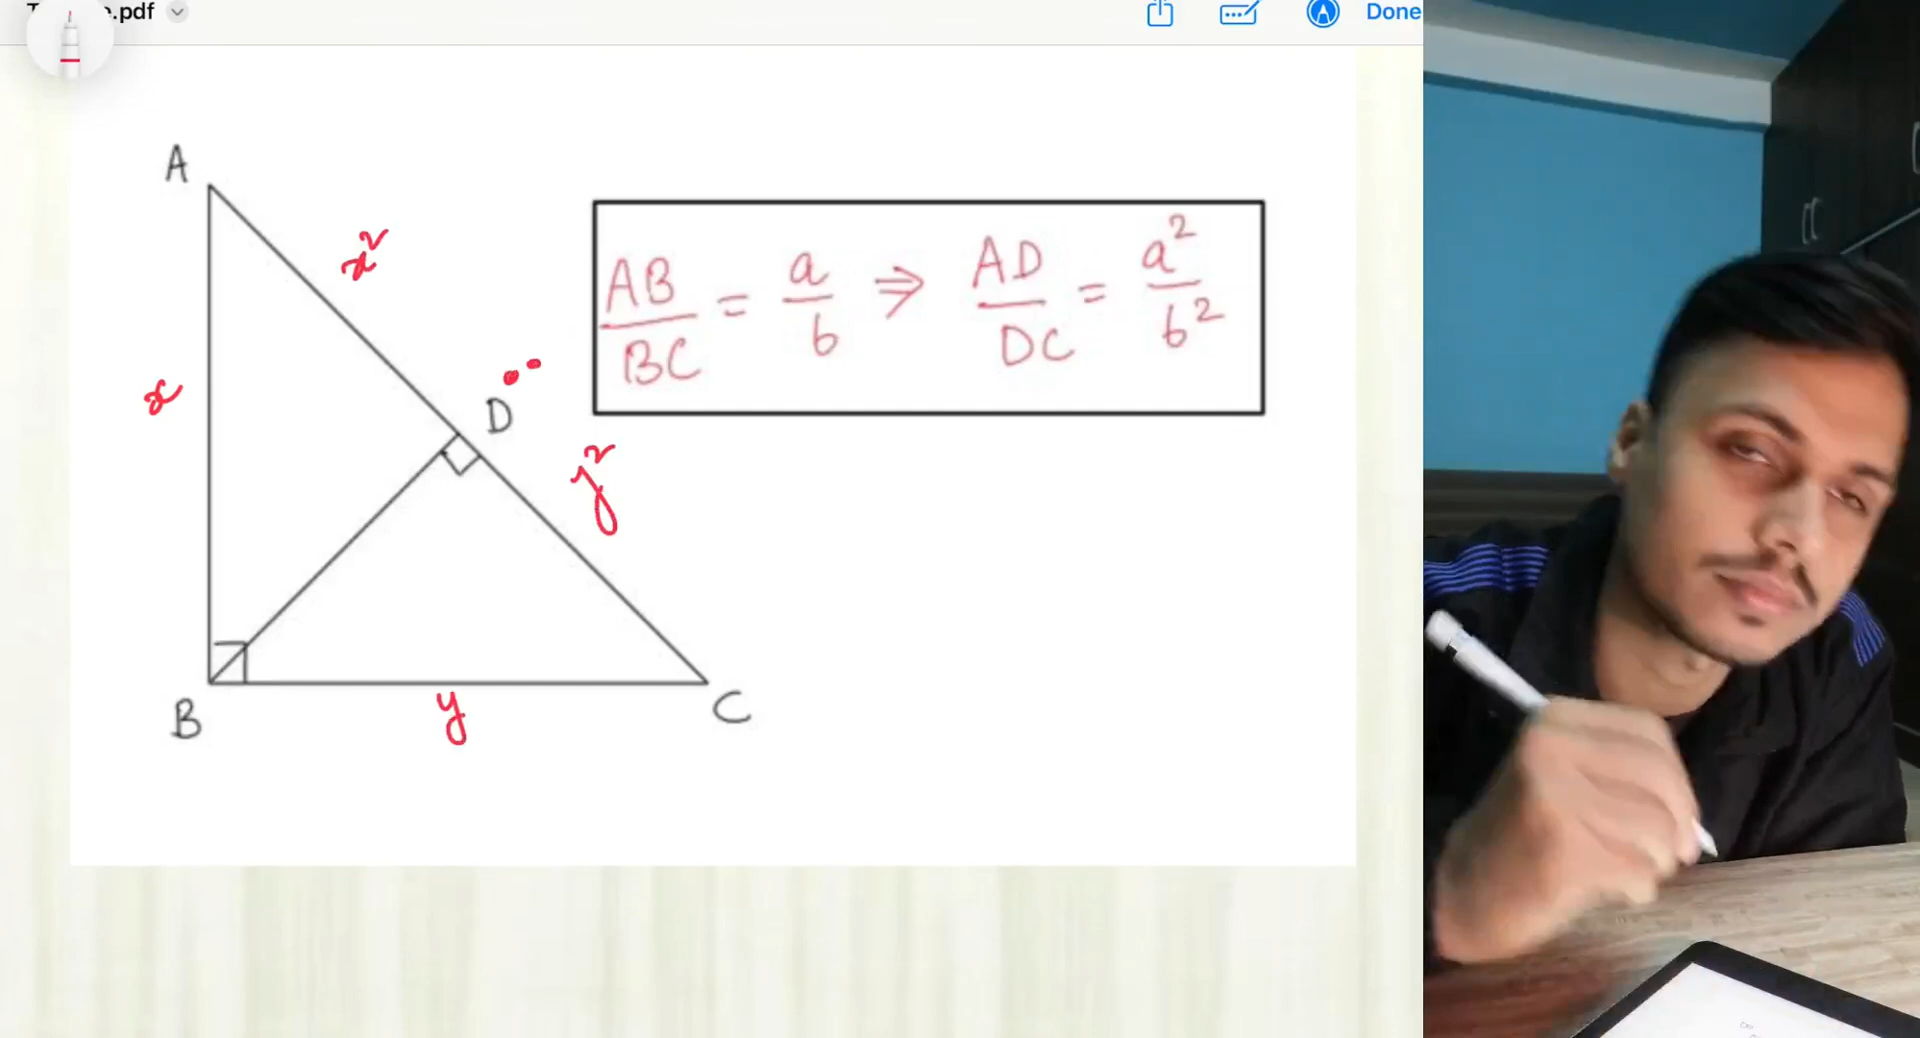 .pdf
Done
A
x²
x
D
y²
B
y
C
AB/BC = a/b ⇒ AD/DC = a²/b²